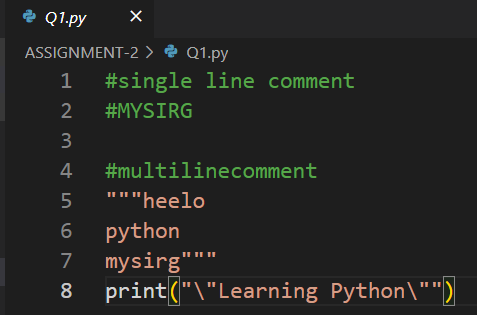 Q1.py ×
ASSIGNMENT-2 > Q1.py
1 #single line comment
2 #MYSIRG
3
4 #multilinecomment
5 """heelo
6 python
7 mysirg"""
8 print("\"Learning Python\"")